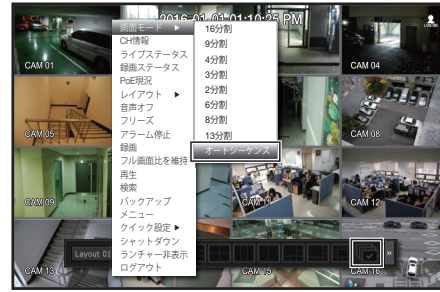 2016-01-01 01:10:25 PM
LOG ON
画面モード ▶
CH情報
ライブステータス
録画ステータス
PoE現況
レイアウト ▶
音声オフ
フリーズ
アラーム停止
録画
フル画面比を維持
再生
検索
バックアップ
メニュー
クイック設定 ▶
シャットダウン
ランチャー非表示
ログアウト
16分割
9分割
4分割
3分割
2分割
6分割
8分割
13分割
オートシーケンス
CAM 01
CAM 04
CAM 05
CAM 08
CAM 09
CAM 11
CAM 12
Layout 01
»
CAM 13
CAM 15
CAM 16